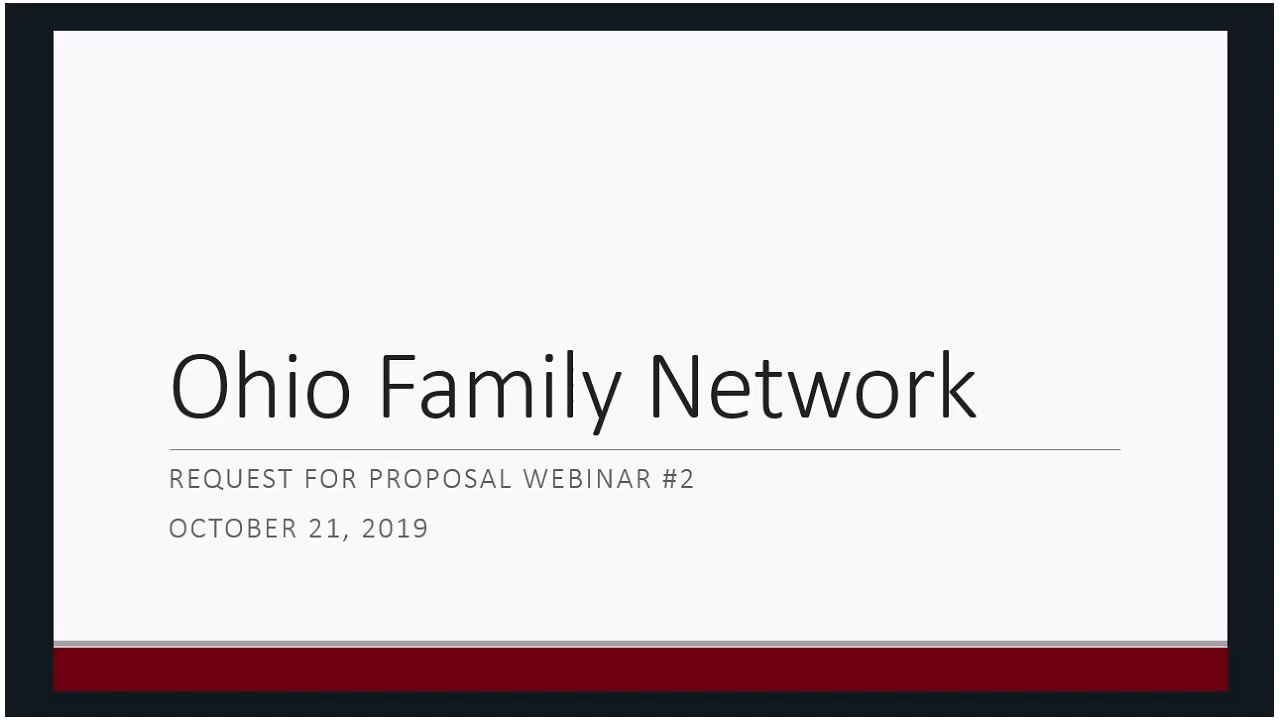 Ohio Family Network
REQUEST FOR PROPOSAL WEBINAR #2
OCTOBER 21, 2019